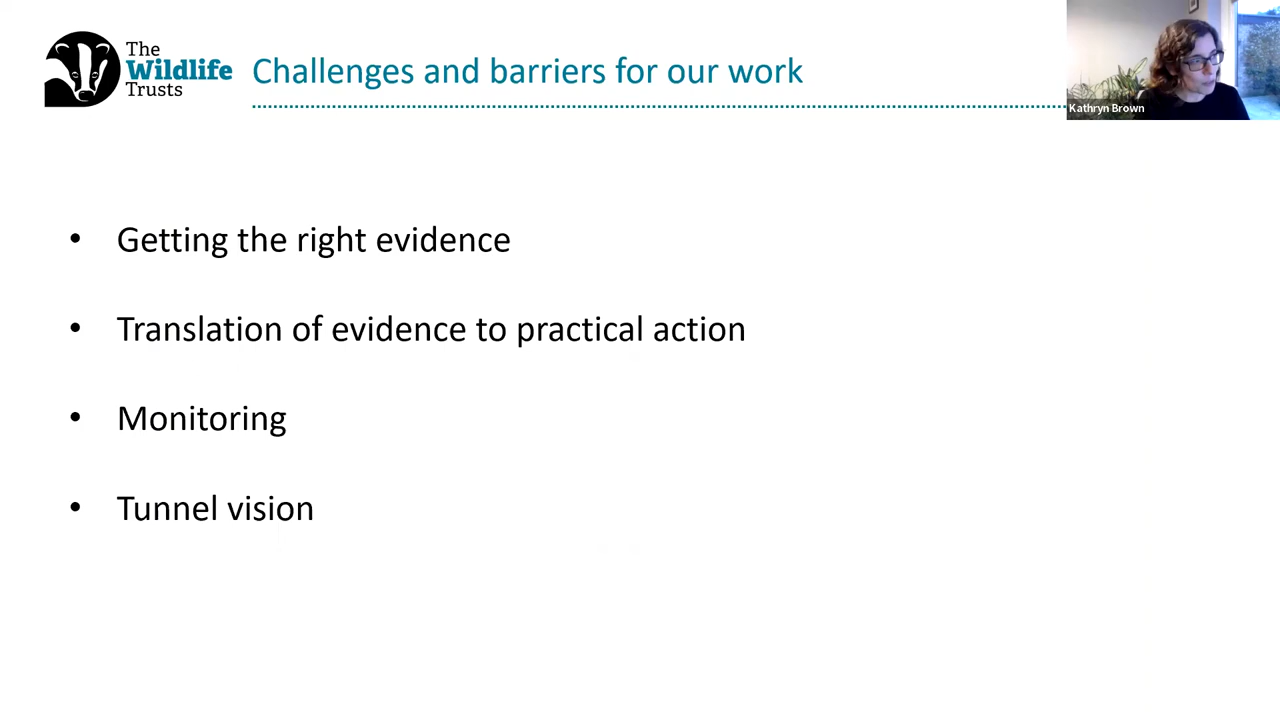 The
Wildlife
Trusts
Challenges and barriers for our work
Kathryn Brown
• Getting the right evidence
• Translation of evidence to practical action
• Monitoring
• Tunnel vision